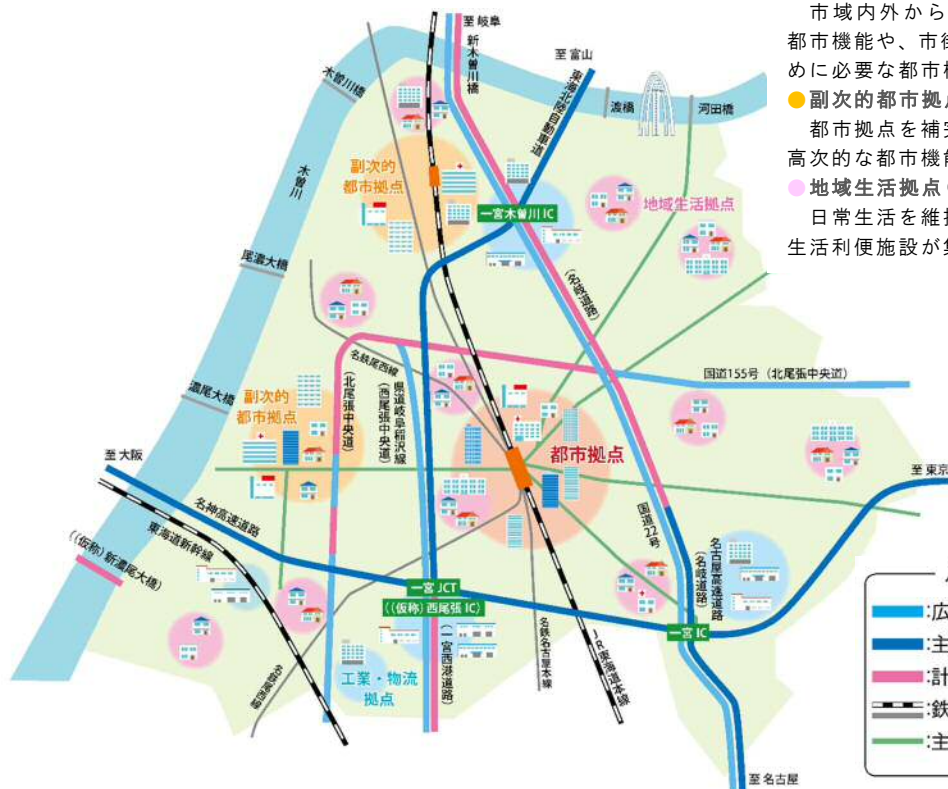 市域内外から
都市機能や、市街
めに必要な都市機
●副次的都市拠点
都市拠点を補完
高次的な都市機能
●地域生活拠点
日常生活を維持
生活利便施設が集
至 岐阜
新木曽川橋
至 富山
東海北陸自動車道
渡橋
河田橋
木曽川橋
木曽川
副次的
都市拠点
一宮木曽川 IC
地域生活拠点
尾濃大橋
(名岐道路)
名鉄尾西線
国道155号(北尾張中央道)
濃尾大橋
副次的
都市拠点
(北尾張中央道)
県道岐阜稲沢線
(西尾張中央道)
都市拠点
至 大阪
至 東京
名神高速道路
東海道新幹線
((仮称)新濃尾大橋)
国道22号
名古屋高速道路
(名岐道路)
一宮 JCT
((仮称)西尾張 IC)
一宮 IC
工業・物流
拠点
(一宮西港道路)
名鉄尾西線
名鉄名古屋本線
JR東海道本線
:広
:主
:計
:鉄
:主
至 名古屋